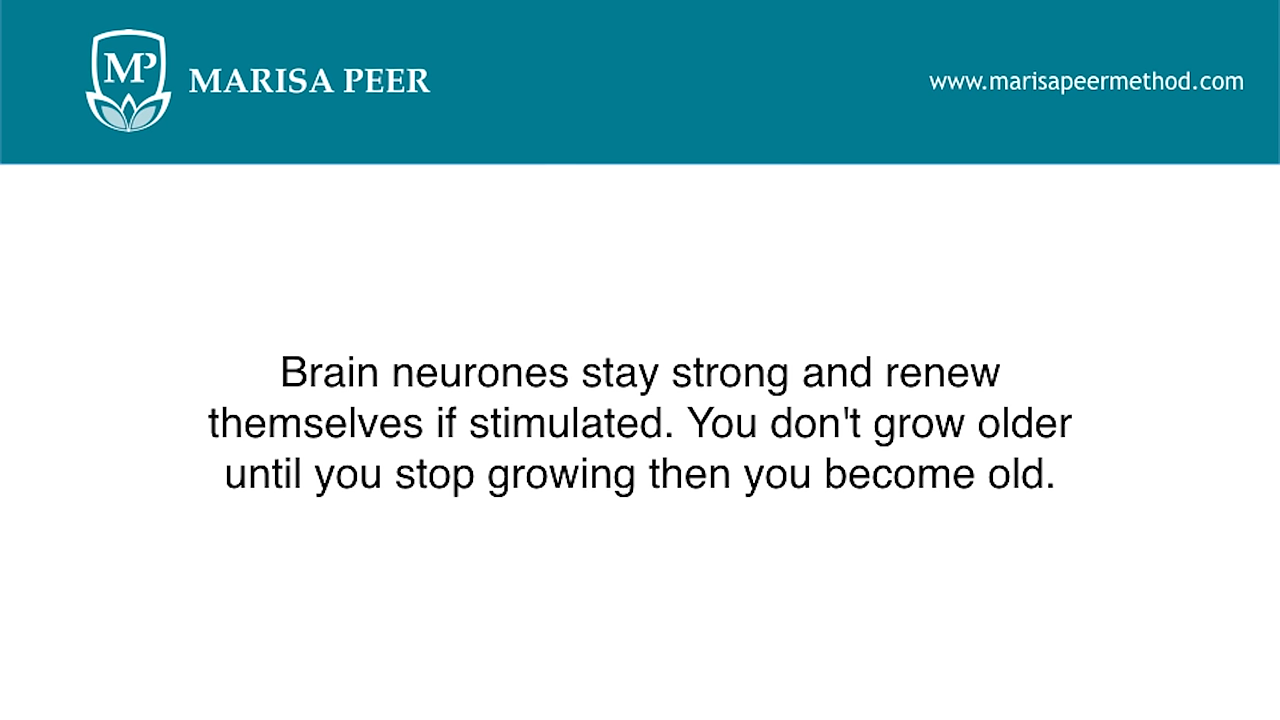 MP
MARISA PEER
www.marisapeermethod.com
Brain neurones stay strong and renew
themselves if stimulated. You don't grow older
until you stop growing then you become old.